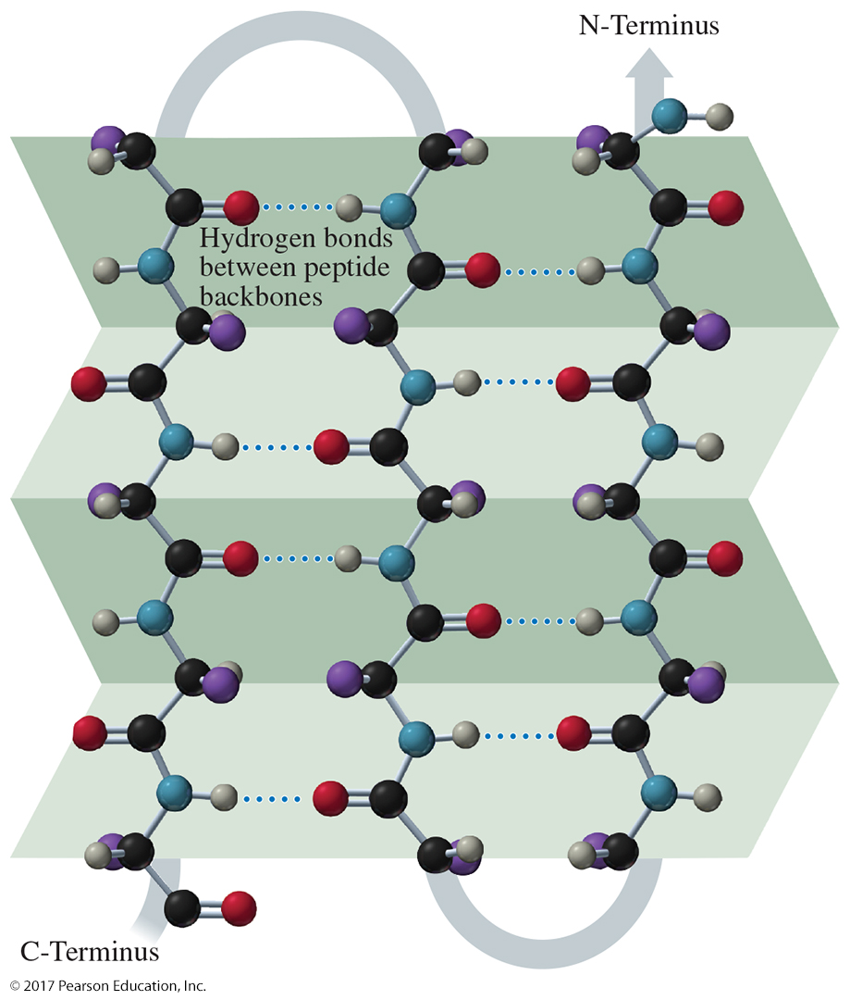 N-Terminus
Hydrogen bonds
between peptide
backbones
C-Terminus
© 2017 Pearson Education, Inc.